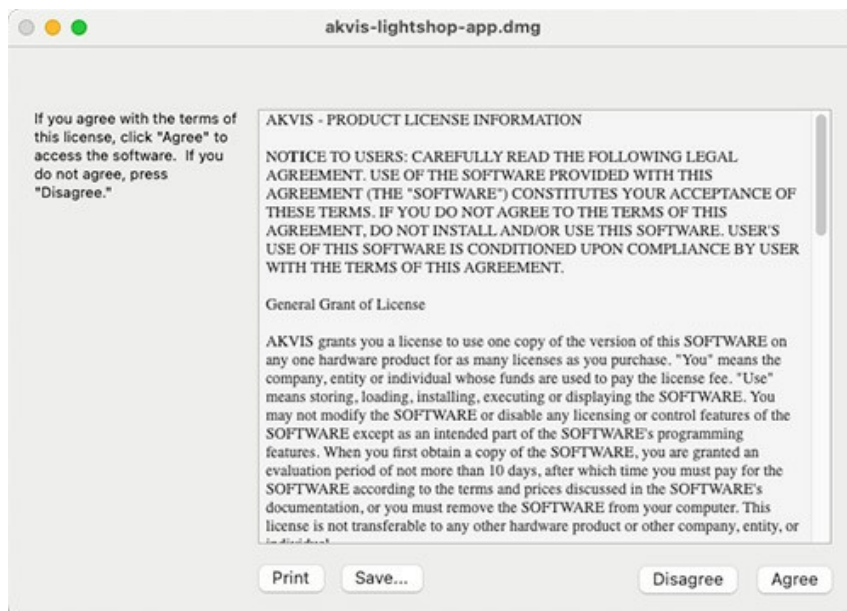 akvis-lightshop-app.dmg
If you agree with the terms of
this license, click "Agree" to
access the software. If you
do not agree, press
"Disagree."
AKVIS - PRODUCT LICENSE INFORMATION
NOTICE TO USERS: CAREFULLY READ THE FOLLOWING LEGAL
AGREEMENT. USE OF THE SOFTWARE PROVIDED WITH THIS
AGREEMENT (THE "SOFTWARE") CONSTITUTES YOUR ACCEPTANCE OF
THESE TERMS. IF YOU DO NOT AGREE TO THE TERMS OF THIS
AGREEMENT, DO NOT INSTALL AND/OR USE THIS SOFTWARE. USER'S
USE OF THIS SOFTWARE IS CONDITIONED UPON COMPLIANCE BY USER
WITH THE TERMS OF THIS AGREEMENT.
General Grant of License
AKVIS grants you a license to use one copy of the version of this SOFTWARE on
any one hardware product for as many licenses as you purchase. "You" means the
company, entity or individual whose funds are used to pay the license fee. "Use"
means storing, loading, installing, executing or displaying the SOFTWARE. You
may not modify the SOFTWARE or disable any licensing or control features of the
SOFTWARE except as an intended part of the SOFTWARE's programming
features. When you first obtain a copy of the SOFTWARE, you are granted an
evaluation period of not more than 10 days, after which time you must pay for the
SOFTWARE according to the terms and prices discussed in the SOFTWARE's
documentation, or you must remove the SOFTWARE from your computer. This
license is not transferable to any other hardware product or other company, entity, or
Print Save... Disagree Agree